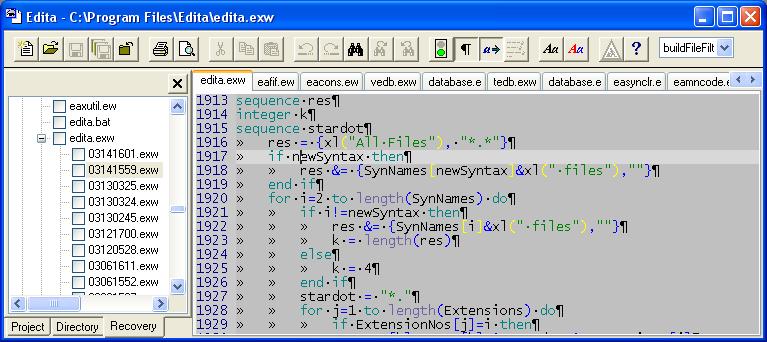 Edita - C:\Program Files\Edita\edita.exw
¶ a→ Aa Aa ? buildFileFilt
edita.exw eafif.ew eacons.ew vedb.exw database.e tedb.exw database.e easynclr.e eamncode.e
eaxutil.ew
edita.bat
edita.exw
03141601.exw
03141559.exw
03130325.exw
03130324.exw
03130245.exw
03121700.exw
03120528.exw
03061611.exw
03061552.exw
Project Directory Recovery
1913 sequence·res¶
1914 integer·k¶
1915 sequence·stardot¶
1916 » res·=·{xl("All·Files"),·"*.*"}¶
1917 » if·newSyntax·then¶
1918 » » res·&=·{SynNames[newSyntax]&xl("·files"),""}¶
1919 » end·if¶
1920 » for·i=2·to·length(SynNames)·do¶
1921 » » if·i!=newSyntax·then¶
1922 » » » res·&=·{SynNames[i]&xl("·files"),""}¶
1923 » » » k·=·length(res)¶
1924 » » else¶
1925 » » » k·=·4¶
1926 » » end·if¶
1927 » » stardot·=·"*."¶
1928 » » for·j=1·to·length(Extensions)·do¶
1929 » » » if·ExtensionNos[j]=i·then¶